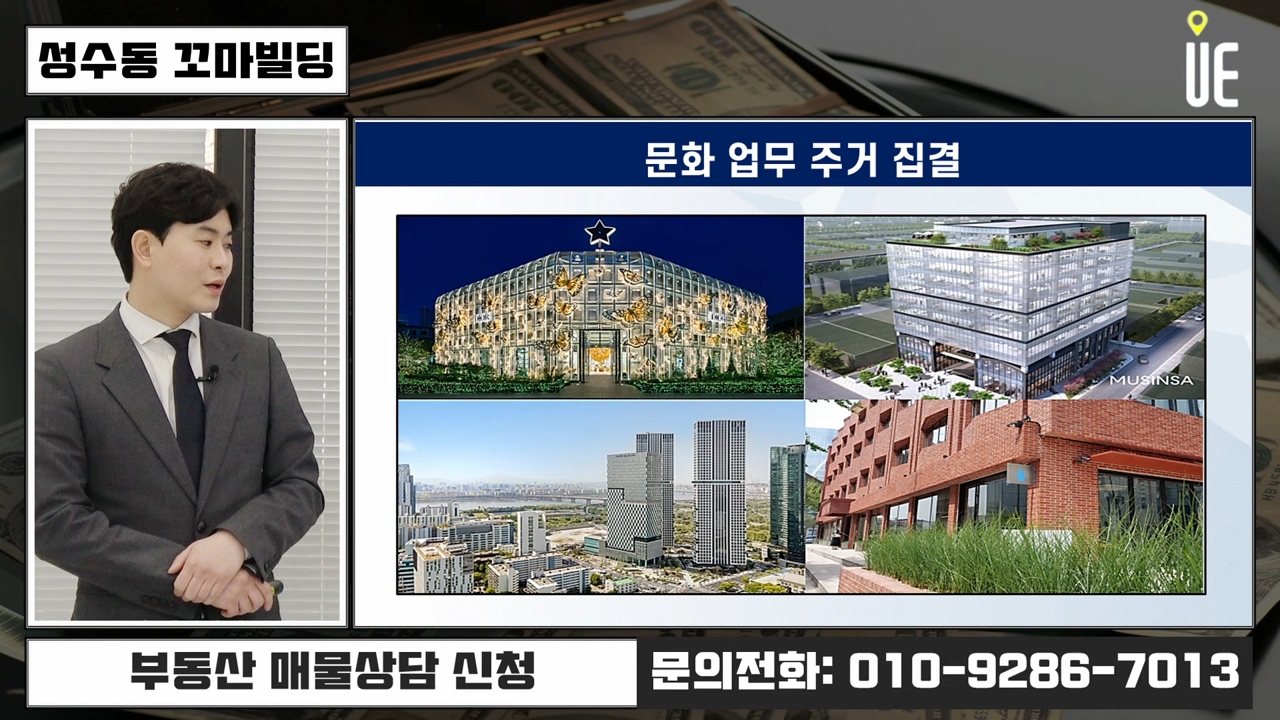 성수동 꼬마빌딩
UE
문화 업무 주거 집결
MUSINSA
부동산 매물상담 신청
문의전화: 010-9286-7013